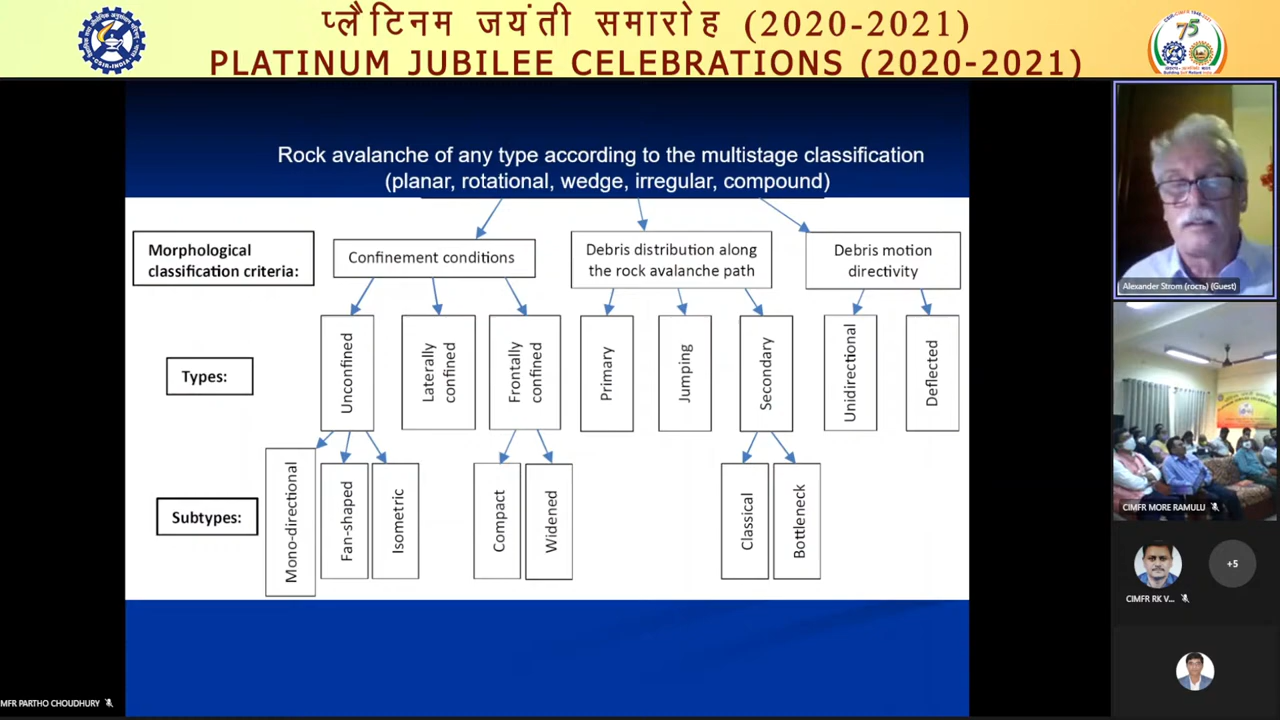 प्लैटिनम जयंती समारोह (2020-2021)
PLATINUM JUBILEE CELEBRATIONS (2020-2021)
75
Rock avalanche of any type according to the multistage classification
(planar, rotational, wedge, irregular, compound)
Morphological
classification criteria:
Confinement conditions
Debris distribution along
the rock avalanche path
Debris motion
directivity
Types:
Unconfined
Laterally
confined
Frontally
confined
Primary
Jumping
Secondary
Unidirectional
Deflected
Subtypes:
Mono-directional
Fan-shaped
Isometric
Compact
Widened
Classical
Bottleneck
Alexander Strom (гость) (Guest)
CIMFR MORE RAMULU
CIMFR RK V...
+5
MFR PARTHO CHOUDHURY